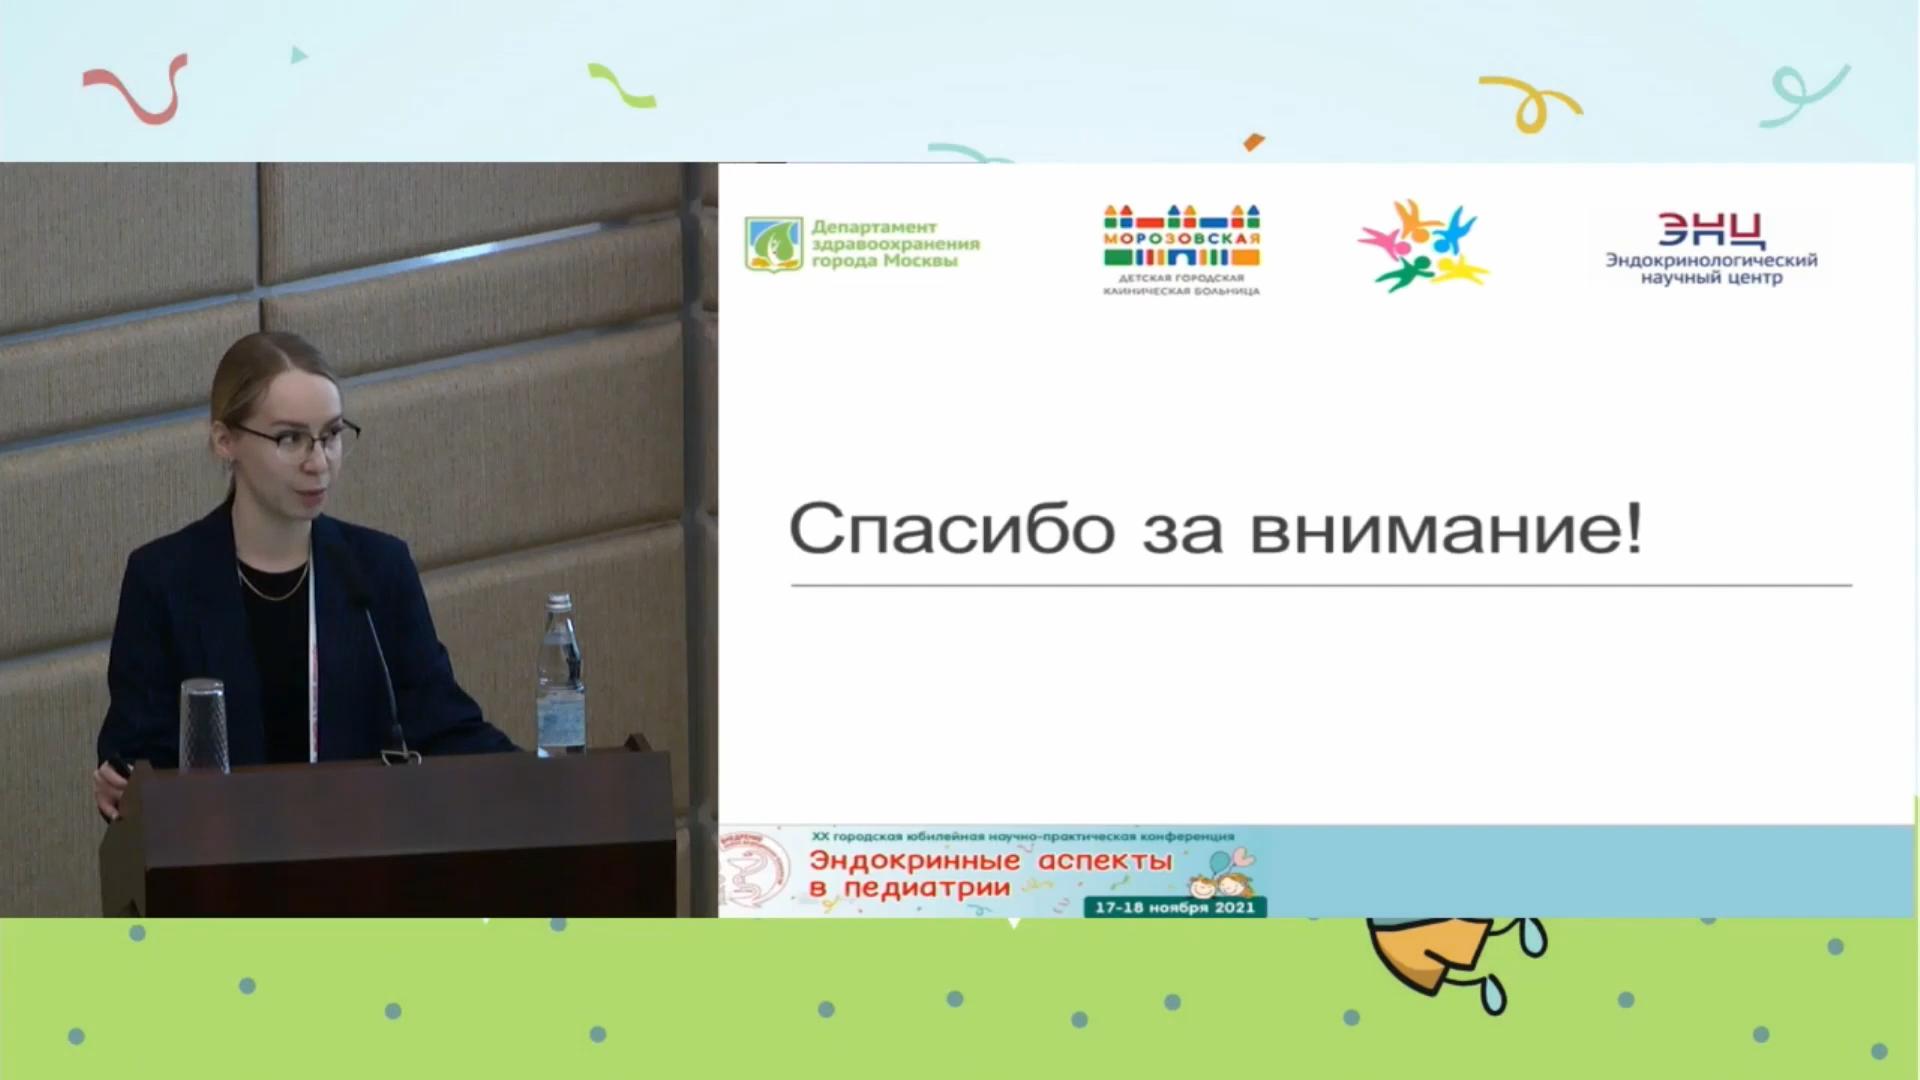 Департамент
здравоохранения
города Москвы
МОРОЗОВСКАЯ
ДЕТСКАЯ ГОРОДСКАЯ
КЛИНИЧЕСКАЯ БОЛЬНИЦА
ЭНЦ
Эндокринологический
научный центр
Спасибо за внимание!
XX городская юбилейная научно-практическая конференция
Эндокринные аспекты
в педиатрии
17-18 ноября 2021